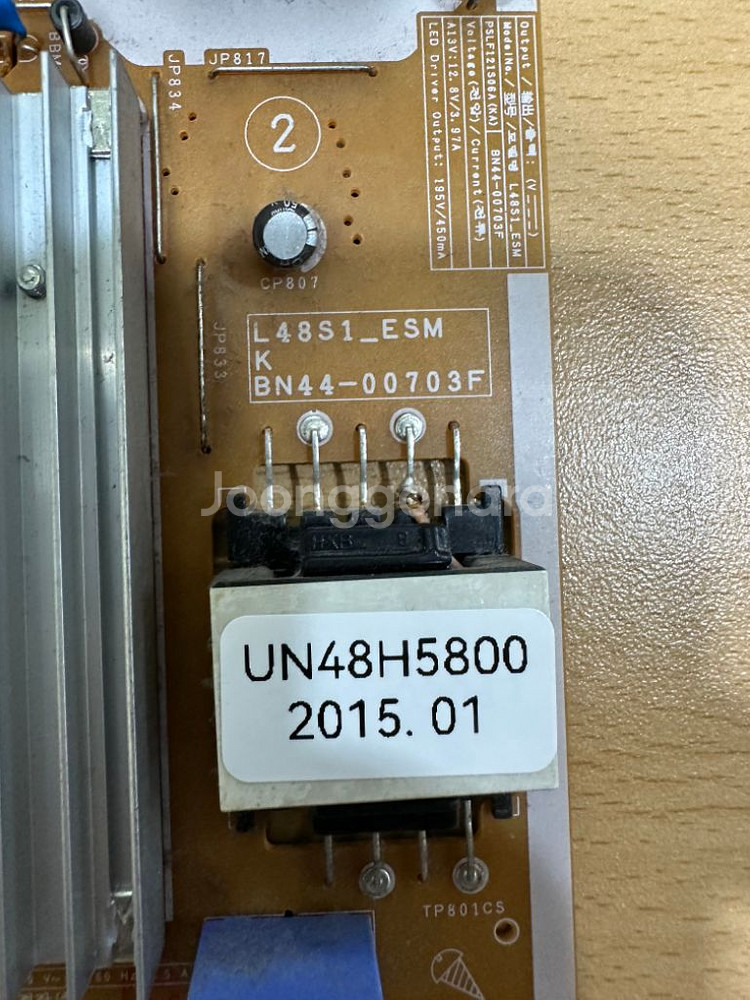 JP817
JP834
2
Output / 输出 / 출력: (V ⎓)
ModelNo. / 型号 / 모델명 L48S1_ESM
PSLF121S06A(KA) BN44-00703F
Voltage(전압)/Current(전류)
A13V:12.8V/3.97A
LED Driver Output: 195V/450mA
CP807
JP833
L48S1_ESM
K
BN44-00703F
Joonggonara
UN48H5800
2015.01
TP801CS